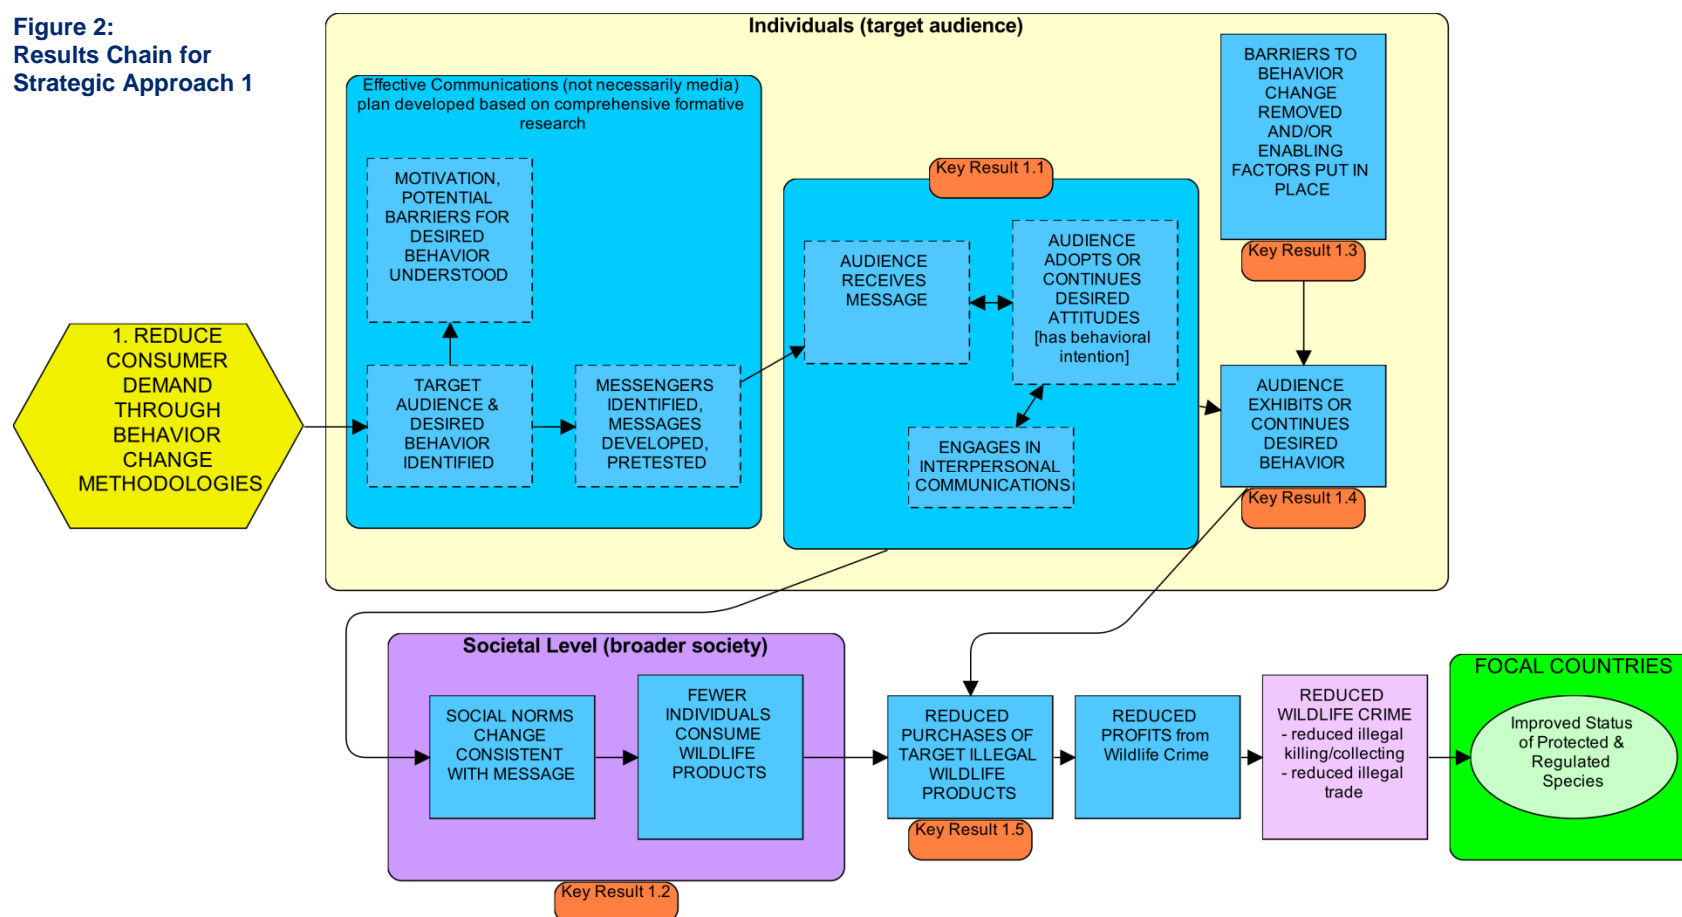 Figure 2:
Results Chain for
Strategic Approach 1
Individuals (target audience)
Effective Communications (not necessarily media)
plan developed based on comprehensive formative
research
MOTIVATION,
POTENTIAL
BARRIERS FOR
DESIRED
BEHAVIOR
UNDERSTOOD
1. REDUCE
CONSUMER
DEMAND
THROUGH
BEHAVIOR
CHANGE
METHODOLOGIES
TARGET
AUDIENCE &
DESIRED
BEHAVIOR
IDENTIFIED
MESSENGERS
IDENTIFIED,
MESSAGES
DEVELOPED,
PRETESTED
Key Result 1.1
AUDIENCE
RECEIVES
MESSAGE
AUDIENCE
ADOPTS OR
CONTINUES
DESIRED
ATTITUDES
[has behavioral
intention]
ENGAGES IN
INTERPERSONAL
COMMUNICATIONS
BARRIERS TO
BEHAVIOR
CHANGE
REMOVED
AND/OR
ENABLING
FACTORS PUT IN
PLACE
Key Result 1.3
AUDIENCE
EXHIBITS OR
CONTINUES
DESIRED
BEHAVIOR
Key Result 1.4
Societal Level (broader society)
SOCIAL NORMS
CHANGE
CONSISTENT
WITH MESSAGE
FEWER
INDIVIDUALS
CONSUME
WILDLIFE
PRODUCTS
Key Result 1.2
REDUCED
PURCHASES OF
TARGET ILLEGAL
WILDLIFE
PRODUCTS
Key Result 1.5
REDUCED
PROFITS from
Wildlife Crime
REDUCED
WILDLIFE CRIME
- reduced illegal
killing/collecting
- reduced illegal
trade
FOCAL COUNTRIES
Improved Status
of Protected &
Regulated
Species